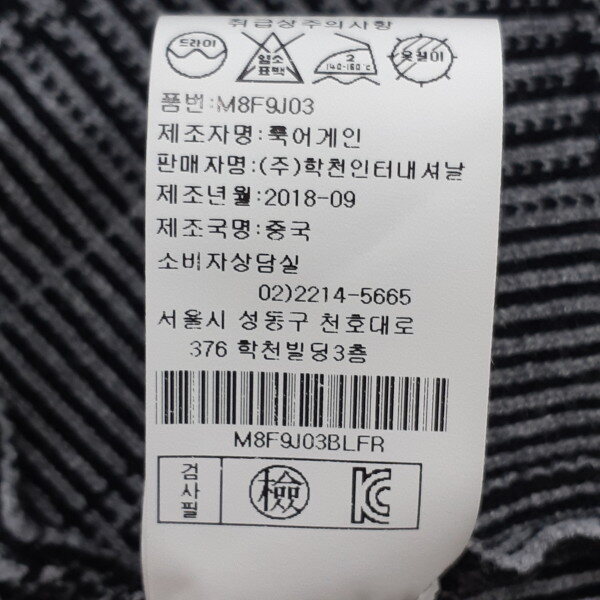 취급상주의사항
드라이 염소 표백 2 140-160℃ 옷걸이
품번:M8F9J03
제조자명:룩어게인
판매자명:(주)학천인터내셔날
제조년월:2018-09
제조국명:중국
소비자상담실
02)2214-5665
서울시 성동구 천호대로
376 학천빌딩3층
M8F9J03BLFR
검사필 檢 KC